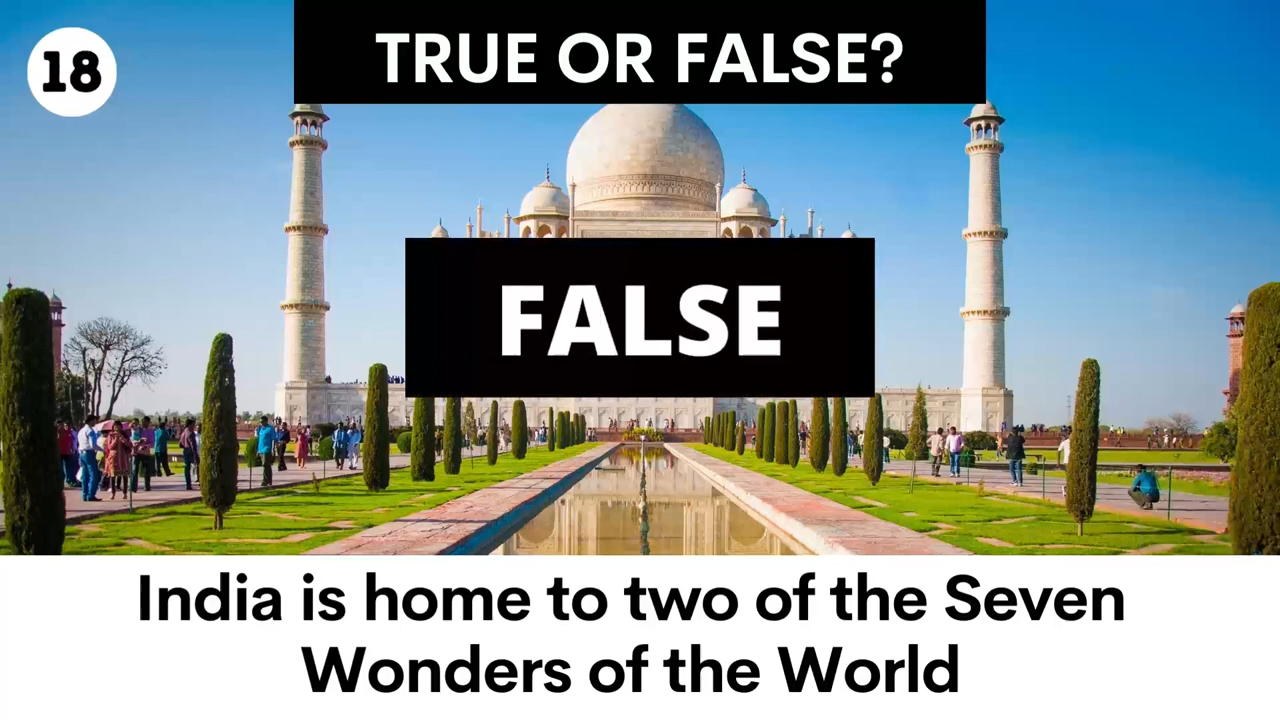 18
TRUE OR FALSE?
FALSE
India is home to two of the Seven
Wonders of the World